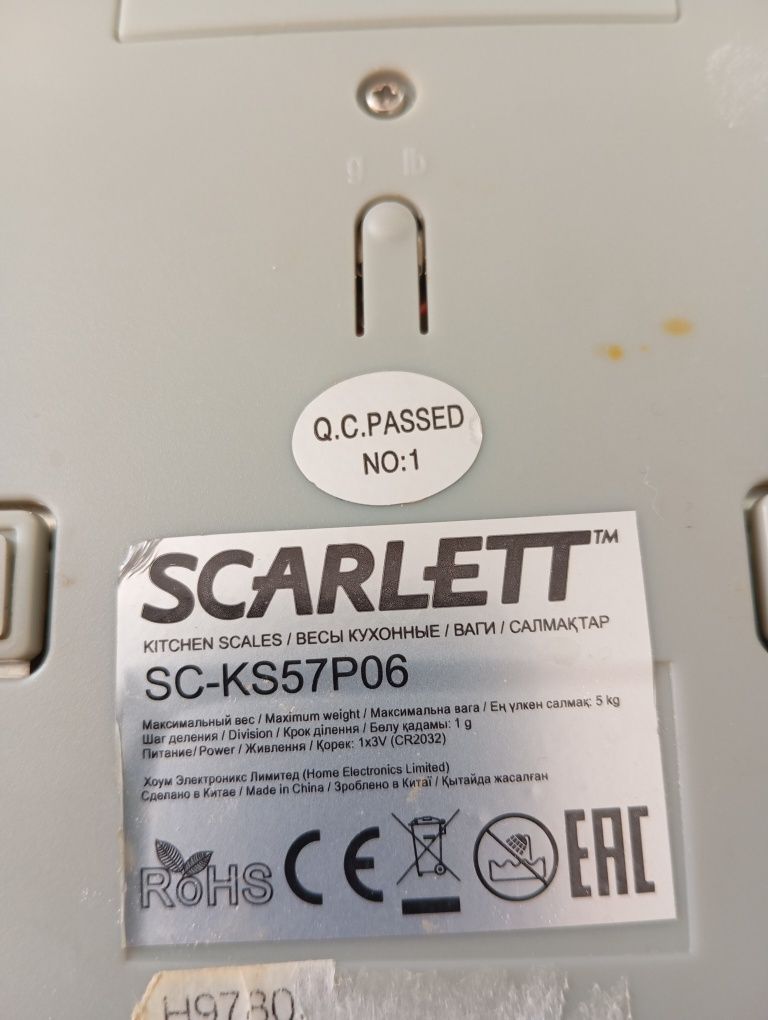 g lb
Q.C.PASSED
NO:1
SCARLETT™
KITCHEN SCALES / ВЕСЫ КУХОННЫЕ / ВАГИ / САЛМАҚТАР
SC-KS57P06
Максимальный вес / Maximum weight / Максимальна вага / Ең үлкен салмақ: 5 kg
Шаг деления / Division / Крок ділення / Бөлу қадамы: 1 g
Питание/ Power / Живлення / Қорек: 1x3V (CR2032)
Хоум Электроникс Лимитед (Home Electronics Limited)
Сделано в Китае / Made in China / Зроблено в Китаї / Қытайда жасалған
RoHS CE EAC
H9780